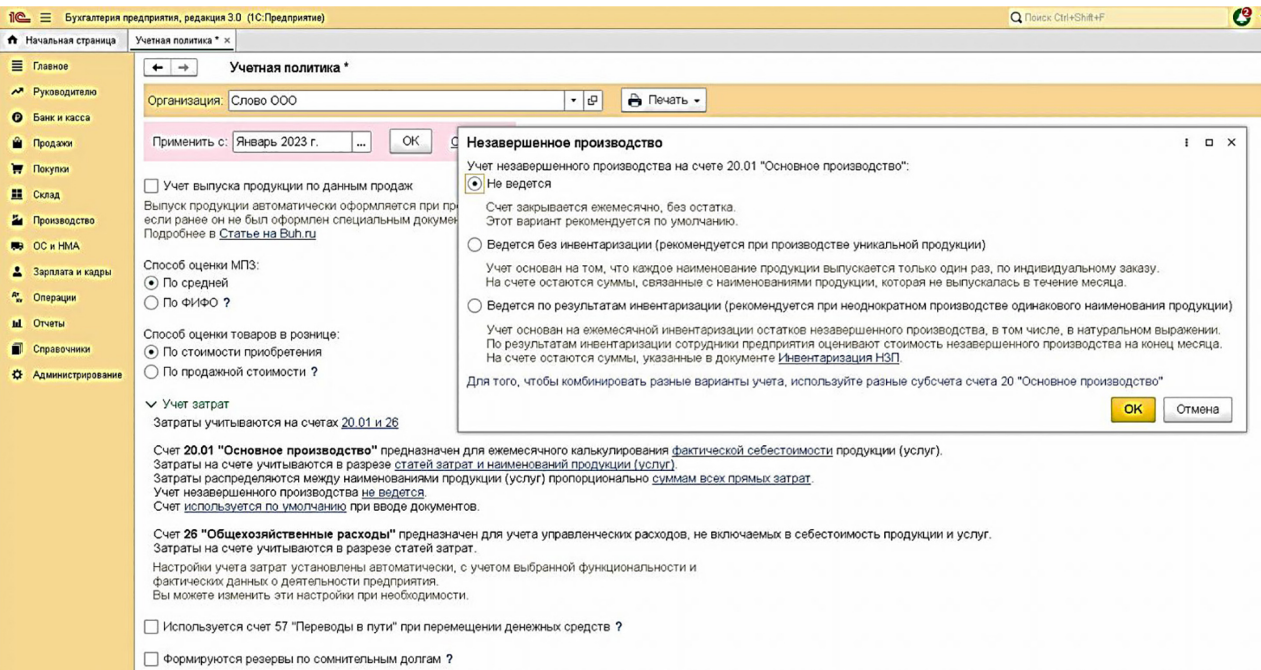 1С Бухгалтерия предприятия, редакция 3.0 (1С:Предприятие)
Поиск Ctrl+Shift+F
2
Начальная страница
Учетная политика * ×
Главное
Руководителю
Банк и касса
Продажи
Покупки
Склад
Производство
ОС и НМА
Зарплата и кадры
Операции
Отчеты
Справочники
Администрирование
Учетная политика *
Организация: Слово ООО
Печать
Применить с: Январь 2023 г. ... ОК
Учет выпуска продукции по данным продаж
Выпуск продукции автоматически оформляется при
если ранее он не был оформлен специальным
Подробнее в Статье на Buh.ru
Способ оценки МПЗ:
По средней
По ФИФО ?
Способ оценки товаров в рознице:
По стоимости приобретения
По продажной стоимости ?
Учет затрат
Затраты учитываются на счетах 20.01 и 26
Счет 20.01 "Основное производство" предназначен для ежемесячного калькулирования фактической себестоимости продукции (услуг).
Затраты на счете учитываются в разрезе статей затрат и наименований продукции (услуг).
Затраты распределяются между наименованиями продукции (услуг) пропорционально суммам всех прямых затрат.
Учет незавершенного производства не ведется.
Счет используется по умолчанию при вводе документов.
Счет 26 "Общехозяйственные расходы" предназначен для учета управленческих расходов, не включаемых в себестоимость продукции и услуг.
Затраты на счете учитываются в разрезе статей затрат.
Настройки учета затрат установлены автоматически, с учетом выбранной функциональности и
фактических данных о деятельности предприятия.
Вы можете изменить эти настройки при необходимости.
Используется счет 57 "Переводы в пути" при перемещении денежных средств ?
Формируются резервы по сомнительным долгам ?
Незавершенное производство
Учет незавершенного производства на счете 20.01 "Основное производство":
Не ведется
Счет закрывается ежемесячно, без остатка.
Этот вариант рекомендуется по умолчанию.
Ведется без инвентаризации (рекомендуется при производстве уникальной продукции)
Учет основан на том, что каждое наименование продукции выпускается только один раз, по индивидуальному заказу.
На счете остаются суммы, связанные с наименованиями продукции, которая не выпускалась в течение месяца.
Ведется по результатам инвентаризации (рекомендуется при неоднократном производстве одинакового наименования продукции)
Учет основан на ежемесячной инвентаризации остатков незавершенного производства, в том числе, в натуральном выражении.
По результатам инвентаризации сотрудники предприятия оценивают стоимость незавершенного производства на конец месяца.
На счете остаются суммы, указанные в документе Инвентаризация НЗП.
Для того, чтобы комбинировать разные варианты учета, используйте разные субсчета счета 20 "Основное производство"
ОК
Отмена